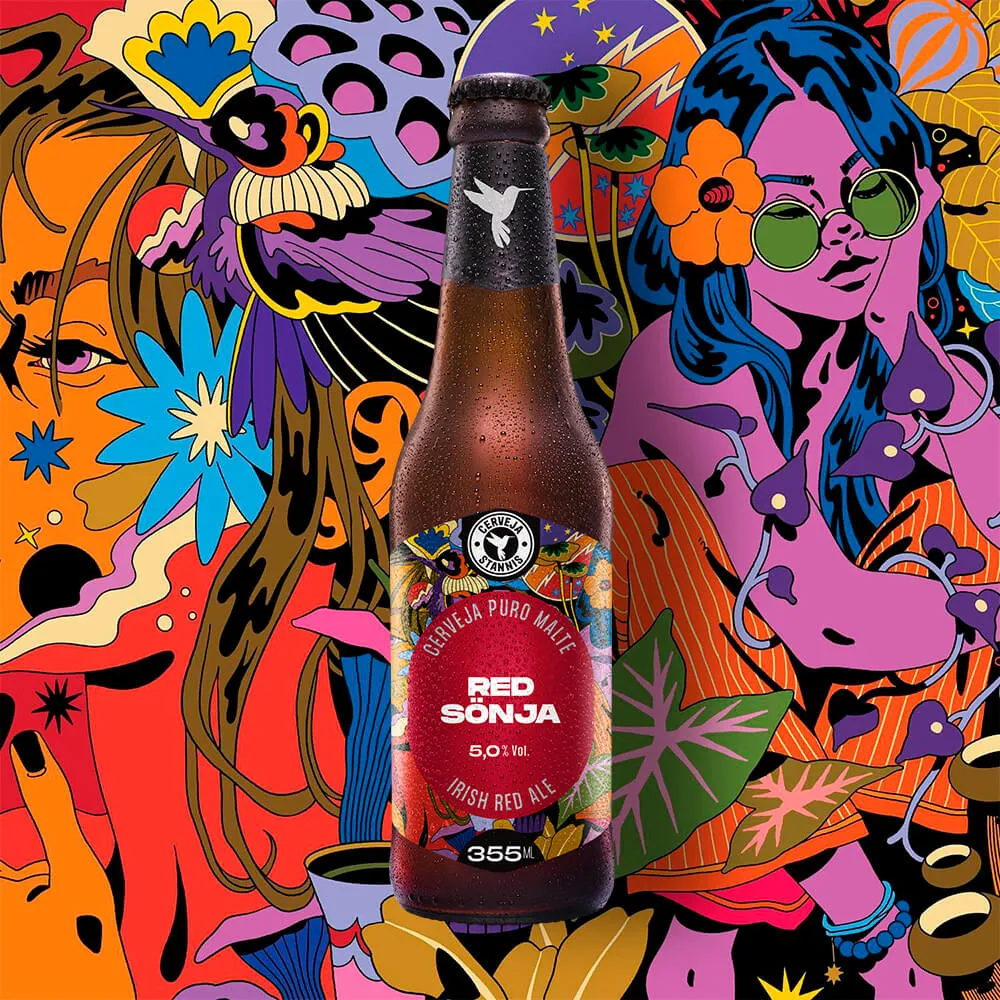 CERVEJA
STANNIS
CERVEJA PURO MALTE
RED
SÖNJA
5,0% Vol.
IRISH RED ALE
355ML